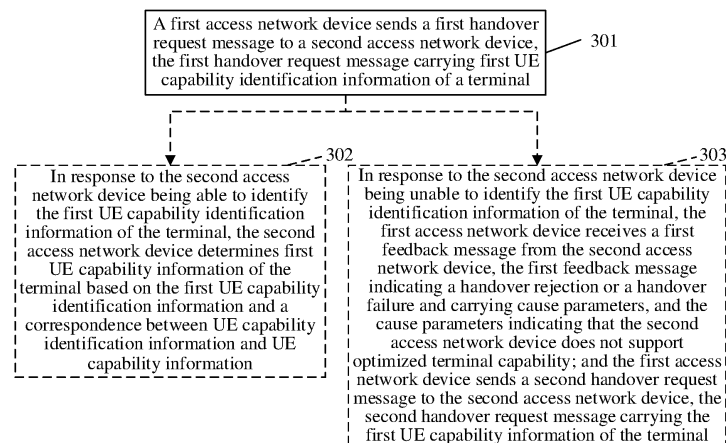 A first access network device sends a first handover
request message to a second access network device,
the first handover request message carrying first UE
capability identification information of a terminal
301
302
In response to the second access
network device being able to identify
the first UE capability identification
information of the terminal, the second
access network device determines first
UE capability information of the
terminal based on the first UE capability
identification information and a
correspondence between UE capability
identification information and UE
capability information
303
In response to the second access network device
being unable to identify the first UE capability
identification information of the terminal, the
first access network device receives a first
feedback message from the second access
network device, the first feedback message
indicating a handover rejection or a handover
failure and carrying cause parameters, and the
cause parameters indicating that the second
access network device does not support
optimized terminal capability; and the first access
network device sends a second handover request
message to the second access network device, the
second handover request message carrying the
first UE capability information of the terminal